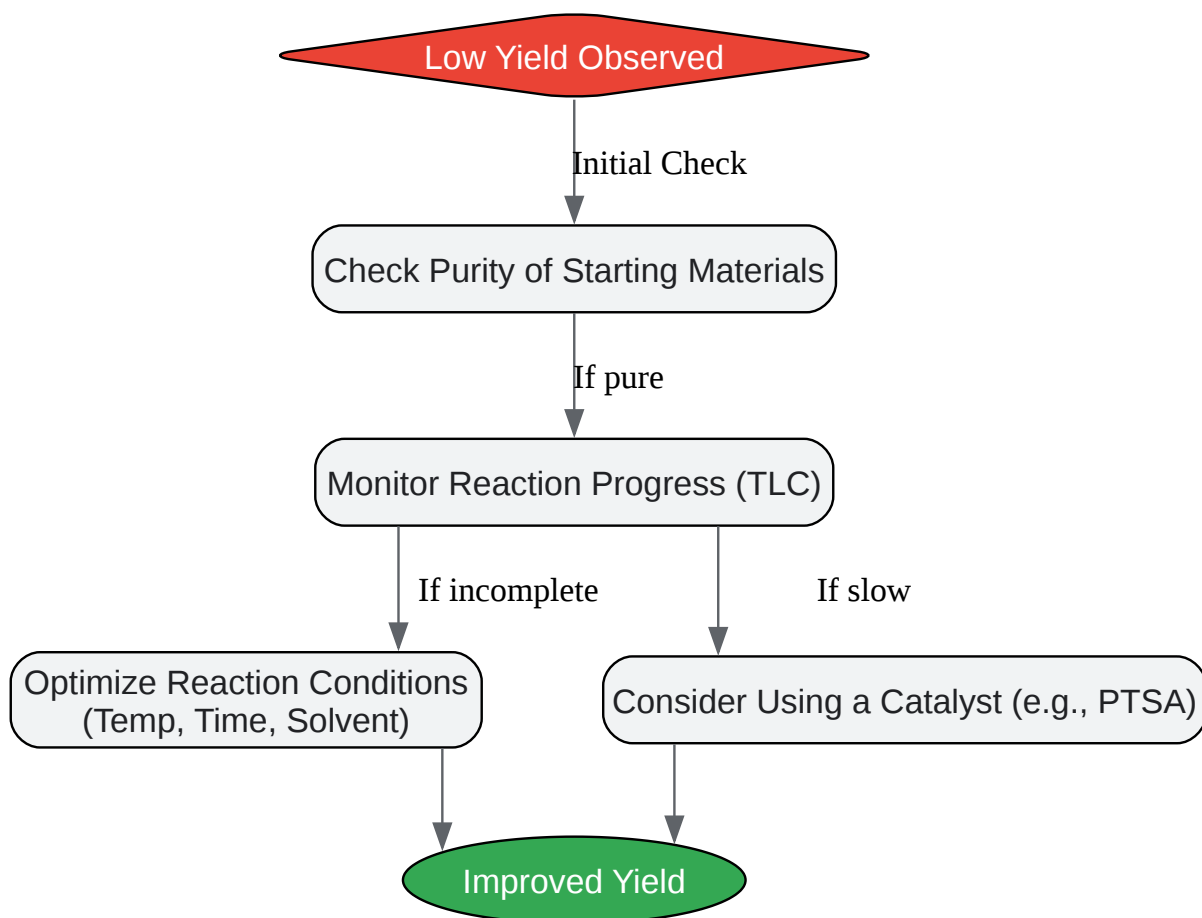 Low Yield Observed
Initial Check
Check Purity of Starting Materials
If pure
Monitor Reaction Progress (TLC)
If incomplete
If slow
Optimize Reaction Conditions
(Temp, Time, Solvent)
Consider Using a Catalyst (e.g., PTSA)
Improved Yield